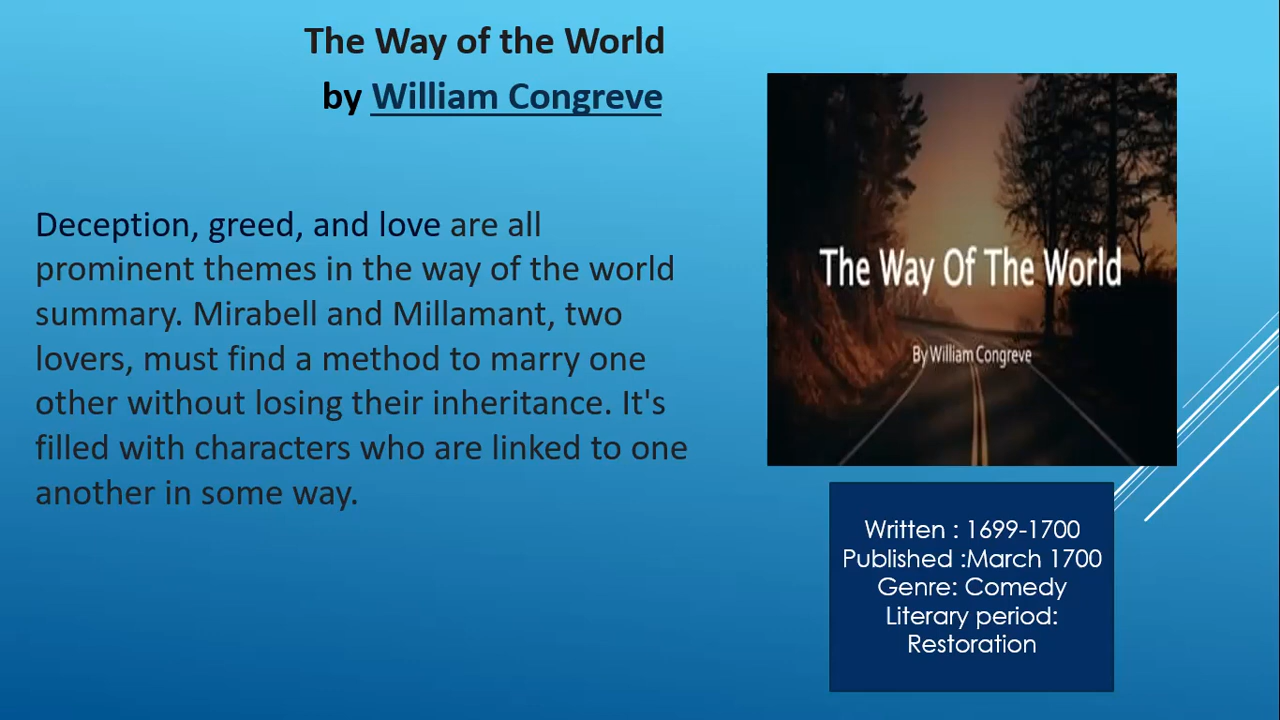 The Way of the World
by William Congreve
Deception, greed, and love are all
prominent themes in the way of the world
summary. Mirabell and Millamant, two
lovers, must find a method to marry one
other without losing their inheritance. It's
filled with characters who are linked to one
another in some way.
The Way Of The World
By William Congreve
Written : 1699-1700
Published :March 1700
Genre: Comedy
Literary period:
Restoration